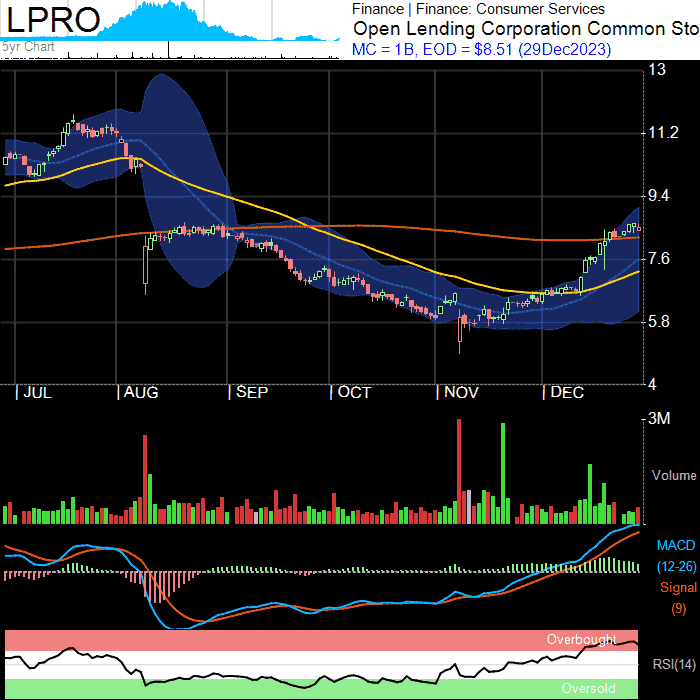 LPRO
5yr Chart
Finance | Finance: Consumer Services
Open Lending Corporation Common Sto
MC = 1B, EOD = $8.51 (29Dec2023)
13
11.2
9.4
7.6
5.8
4
| JUL | AUG | SEP | OCT | NOV | DEC
3M
Volume
MACD
(12-26)
Signal
(9)
Overbought
RSI(14)
Oversold